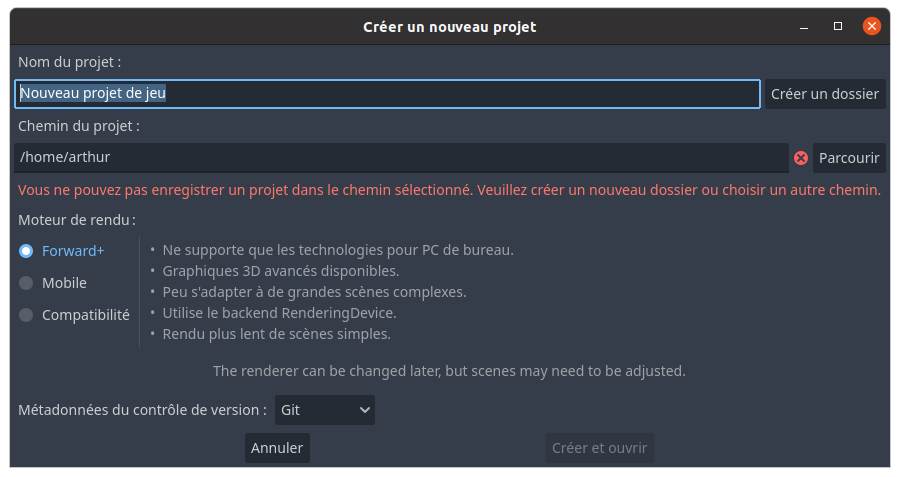 Créer un nouveau projet
Nom du projet :
Nouveau projet de jeu
Créer un dossier
Chemin du projet :
/home/arthur
Parcourir
Vous ne pouvez pas enregistrer un projet dans le chemin sélectionné. Veuillez créer un nouveau dossier ou choisir un autre chemin.
Moteur de rendu :
Forward+
Mobile
Compatibilité
• Ne supporte que les technologies pour PC de bureau.
• Graphiques 3D avancés disponibles.
• Peu s'adapter à de grandes scènes complexes.
• Utilise le backend RenderingDevice.
• Rendu plus lent de scènes simples.
The renderer can be changed later, but scenes may need to be adjusted.
Métadonnées du contrôle de version :
Git
Annuler
Créer et ouvrir